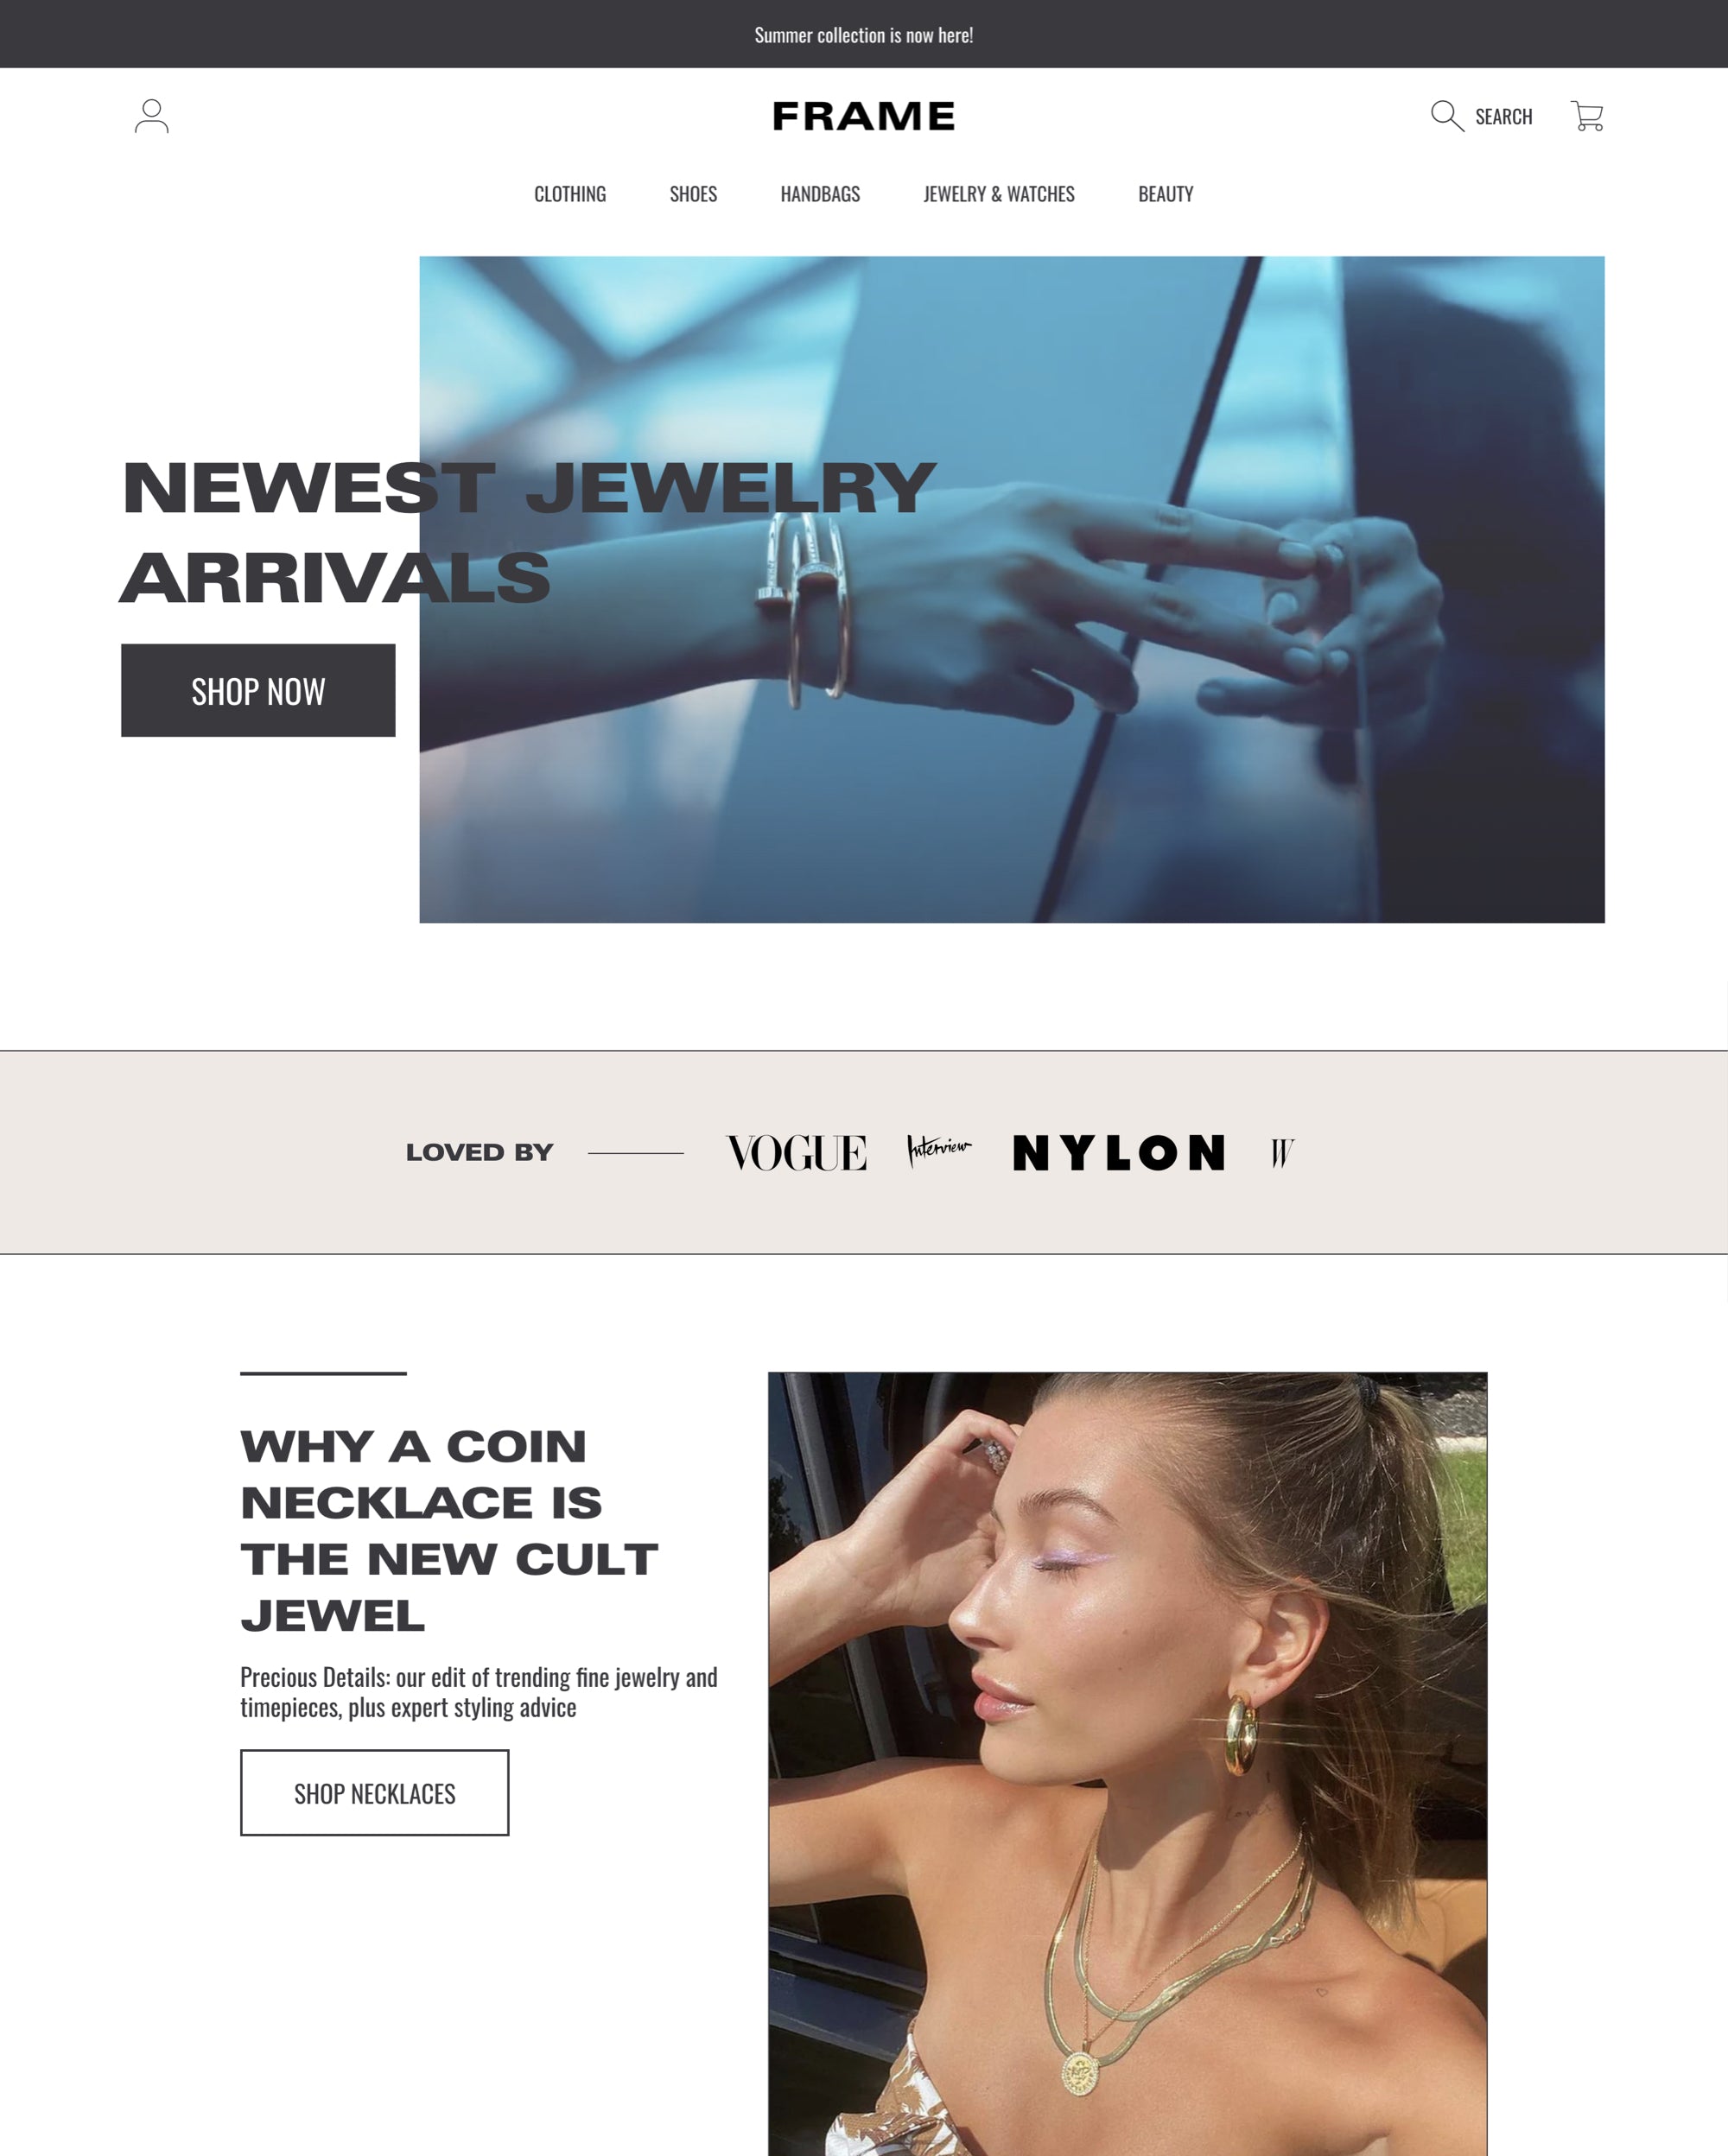 Summer collection is now here!
FRAME
SEARCH
CLOTHING SHOES HANDBAGS JEWELRY & WATCHES BEAUTY
NEWEST JEWELRY
ARRIVALS
SHOP NOW
LOVED BY VOGUE Interview NYLON W
WHY A COIN
NECKLACE IS
THE NEW CULT
JEWEL
Precious Details: our edit of trending fine jewelry and
timepieces, plus expert styling advice
SHOP NECKLACES